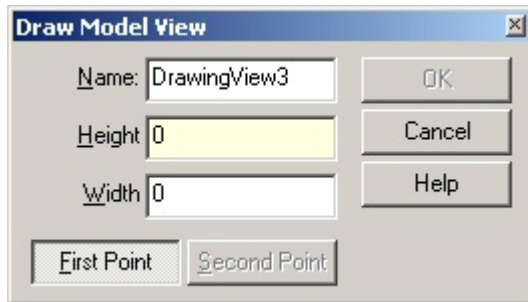 Draw Model View
Name: DrawingView3
OK
Height 0
Cancel
Width 0
Help
First Point
Second Point